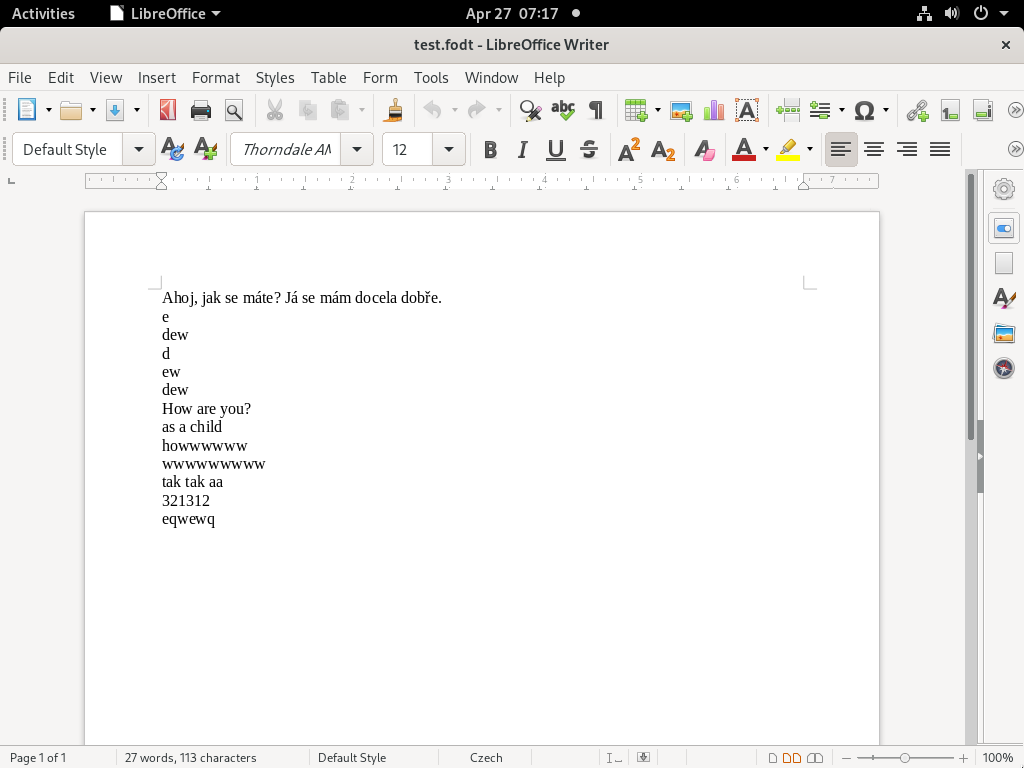 Activities LibreOffice Apr 27 07:17
test.fodt - LibreOffice Writer
File Edit View Insert Format Styles Table Form Tools Window Help
Default Style Thorndale AM 12
1 2 3 4 5 6 7
Ahoj, jak se máte? Já se mám docela dobře.
e
dew
d
ew
dew
How are you?
as a child
howwwwww
wwwwwwwww
tak tak aa
321312
eqwewq
Page 1 of 1 27 words, 113 characters Default Style Czech 100%